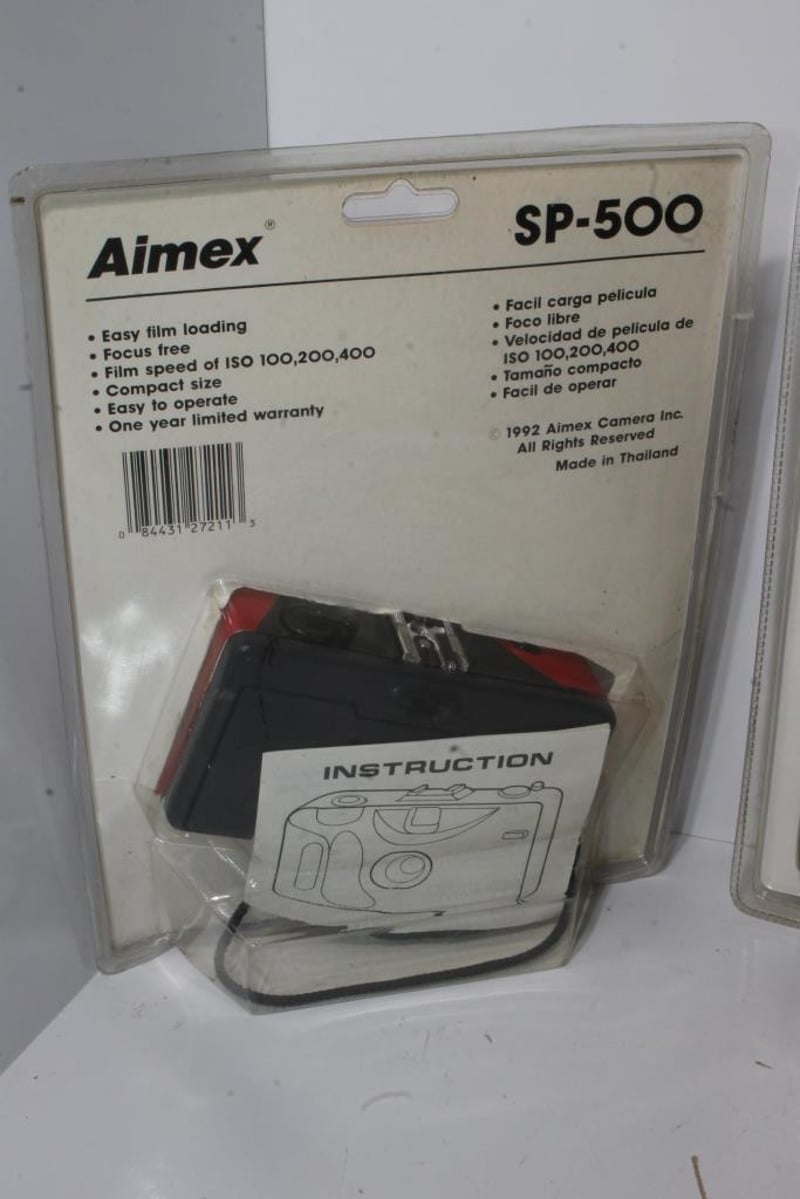 Aimex®
SP-500
• Easy film loading
• Focus free
• Film speed of ISO 100,200,400
• Compact size
• Easy to operate
• One year limited warranty
• Facil carga pelicula
• Foco libre
• Velocidad de pelicula de
ISO 100,200,400
• Tamaño compacto
• Facil de operar
© 1992 Aimex Camera Inc.
All Rights Reserved
Made in Thailand
0 84431 27211 3
INSTRUCTION